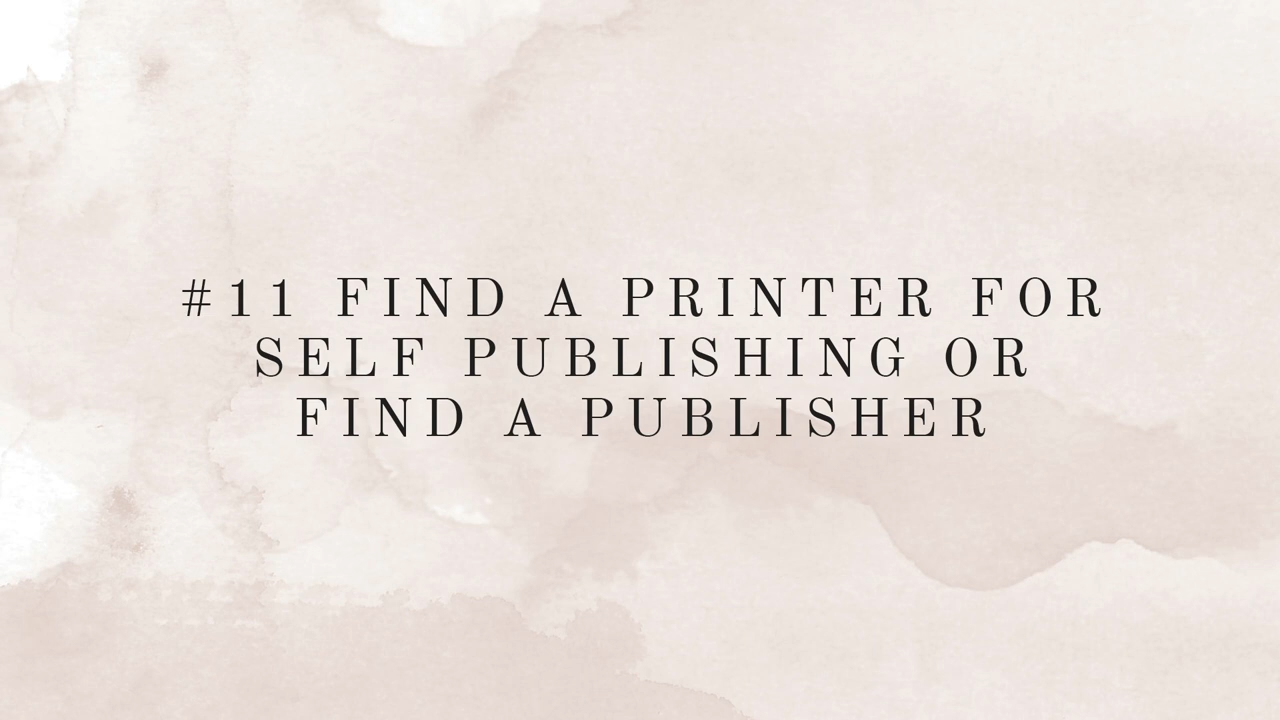 #11 FIND A PRINTER FOR
SELF PUBLISHING OR
FIND A PUBLISHER